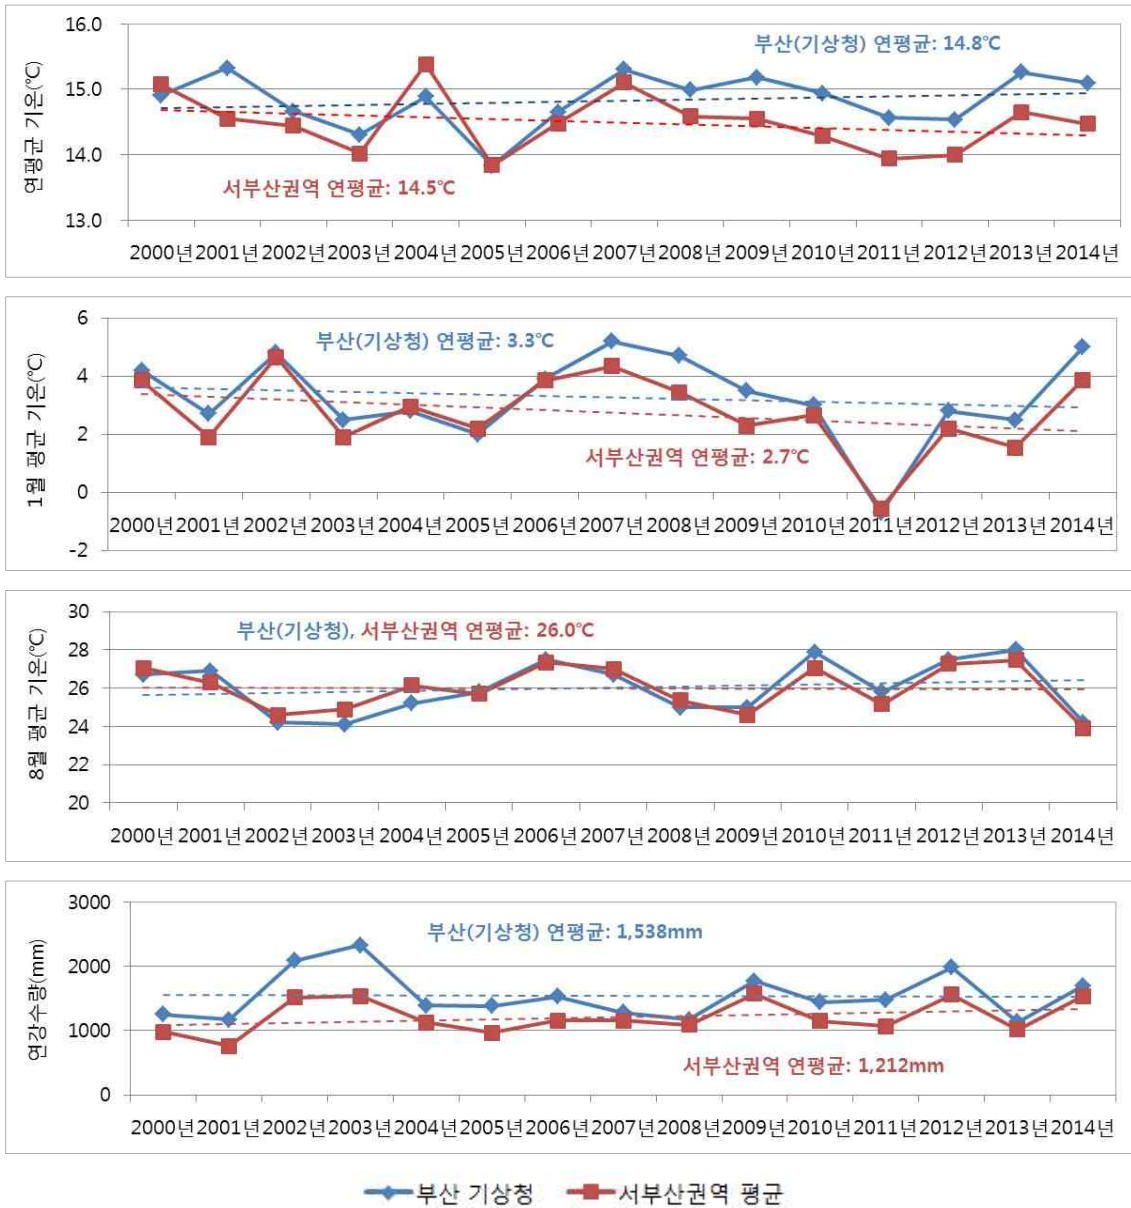 연평균 기온(℃)
16.0
15.0
14.0
13.0
부산(기상청) 연평균: 14.8℃
서부산권역 연평균: 14.5℃
2000년 2001년 2002년 2003년 2004년 2005년 2006년 2007년 2008년 2009년 2010년 2011년 2012년 2013년 2014년
1월 평균 기온(℃)
6
4
2
0
-2
부산(기상청) 연평균: 3.3℃
서부산권역 연평균: 2.7℃
2000년 2001년 2002년 2003년 2004년 2005년 2006년 2007년 2008년 2009년 2010년 2011년 2012년 2013년 2014년
8월 평균 기온(℃)
30
28
26
24
22
20
부산(기상청), 서부산권역 연평균: 26.0℃
2000년 2001년 2002년 2003년 2004년 2005년 2006년 2007년 2008년 2009년 2010년 2011년 2012년 2013년 2014년
연강수량(mm)
3000
2000
1000
0
부산(기상청) 연평균: 1,538mm
서부산권역 연평균: 1,212mm
2000년 2001년 2002년 2003년 2004년 2005년 2006년 2007년 2008년 2009년 2010년 2011년 2012년 2013년 2014년
부산 기상청 서부산권역 평균